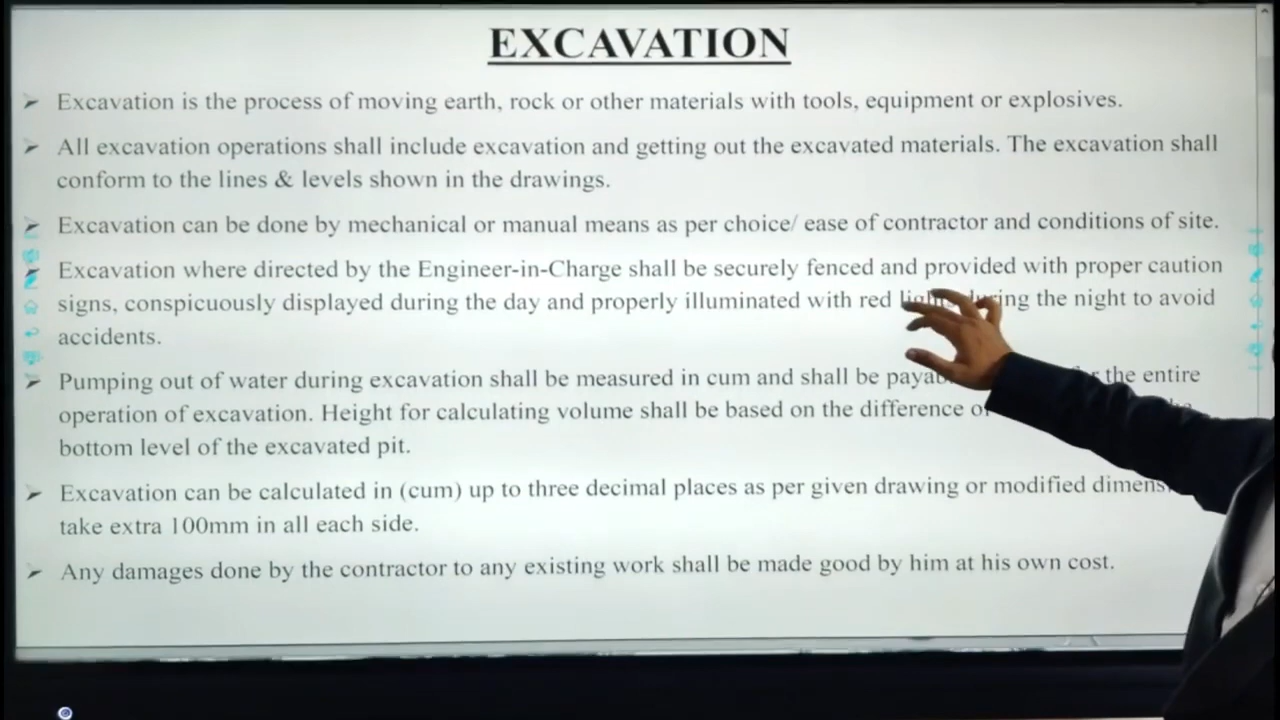 EXCAVATION
➤ Excavation is the process of moving earth, rock or other materials with tools, equipment or explosives.
➤ All excavation operations shall include excavation and getting out the excavated materials. The excavation shall
conform to the lines & levels shown in the drawings.
➤ Excavation can be done by mechanical or manual means as per choice/ ease of contractor and conditions of site.
➤ Excavation where directed by the Engineer-in-Charge shall be securely fenced and provided with proper caution
signs, conspicuously displayed during the day and properly illuminated with red lights during the night to avoid
accidents.
➤ Pumping out of water during excavation shall be measured in cum and shall be the entire
operation of excavation. Height for calculating volume shall be based on the difference of
bottom level of the excavated pit.
➤ Excavation can be calculated in (cum) up to three decimal places as per given drawing or modified
take extra 100mm in all each side.
➤ Any damages done by the contractor to any existing work shall be made good by him at his own cost.